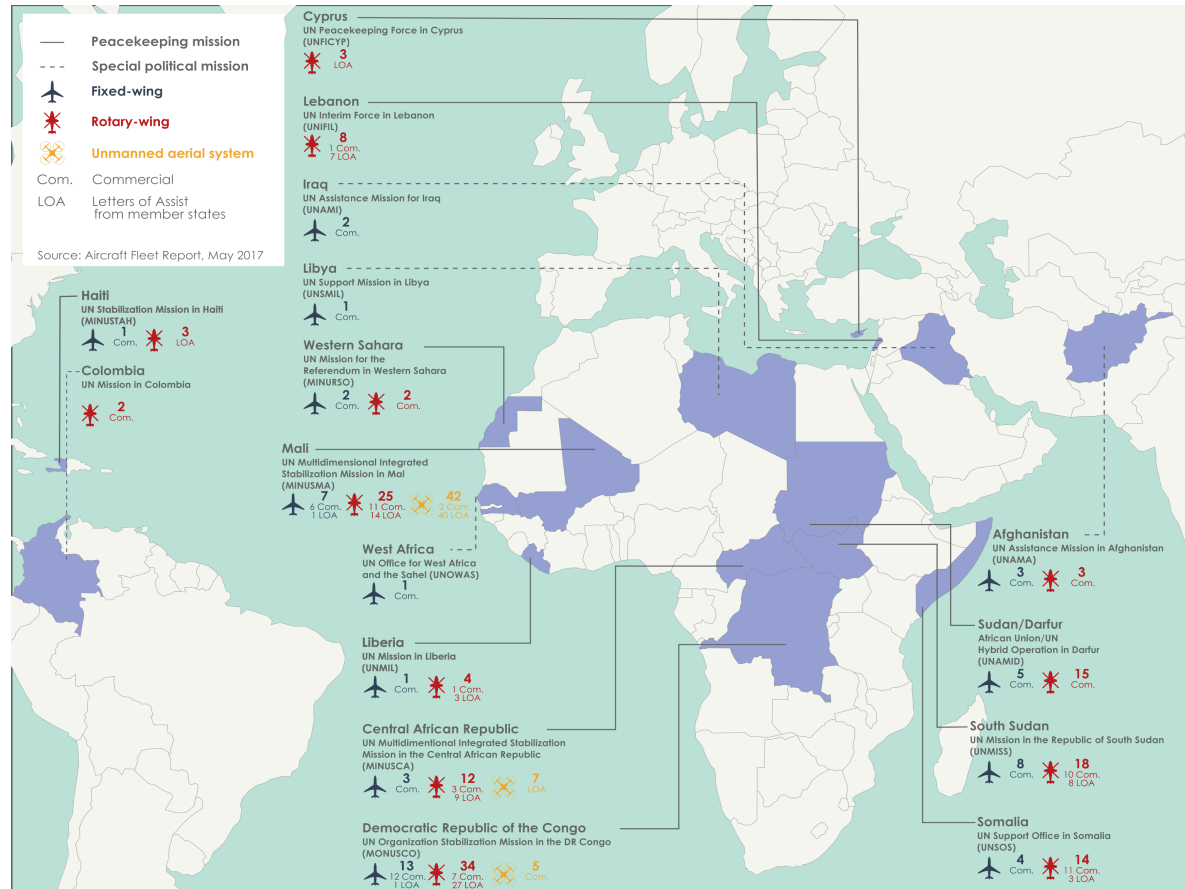 Peacekeeping mission
Special political mission
Fixed-wing
Rotary-wing
Unmanned aerial system
Com. Commercial
LOA Letters of Assist
from member states
Source: Aircraft Fleet Report, May 2017
Cyprus
UN Peacekeeping Force in Cyprus
(UNFICYP)
3
LOA
Lebanon
UN Interim Force in Lebanon
(UNIFIL)
8
1 Com.
7 LOA
Iraq
UN Assistance Mission for Iraq
(UNAMI)
2
Com.
Libya
UN Support Mission in Libya
(UNSMIL)
1
Com.
Haiti
UN Stabilization Mission in Haiti
(MINUSTAH)
1 3
Com. LOA
Colombia
UN Mission in Colombia
2
Com.
Western Sahara
UN Mission for the
Referendum in Western Sahara
(MINURSO)
2 2
Com. Com.
Mali
UN Multidimensional Integrated
Stabilization Mission in Mal
(MINUSMA)
7 25 42
6 Com. 11 Com. 2 Com.
1 LOA 14 LOA 40 LOA
West Africa
UN Office for West Africa
and the Sahel (UNOWAS)
1
Com.
Liberia
UN Mission in Liberia
(UNMIL)
1 4
Com. 1 Com.
3 LOA
Central African Republic
UN Multidimentional Integrated Stabilization
Mission in the Central African Republic
(MINUSCA)
3 12 7
Com. 3 Com. LOA
9 LOA
Democratic Republic of the Congo
UN Organization Stabilization Mission in the DR Congo
(MONUSCO)
13 34 5
12 Com. 7 Com. Com.
1 LOA 27 LOA
Afghanistan
UN Assistance Mission in Afghanistan
(UNAMA)
3 3
Com. Com.
Sudan/Darfur
African Union/UN
Hybrid Operation in Darfur
(UNAMID)
5 15
Com. Com.
South Sudan
UN Mission in the Republic of South Sudan
(UNMISS)
8 18
Com. 10 Com.
8 LOA
Somalia
UN Support Office in Somalia
(UNSOS)
4 14
Com. 11 Com.
3 LOA